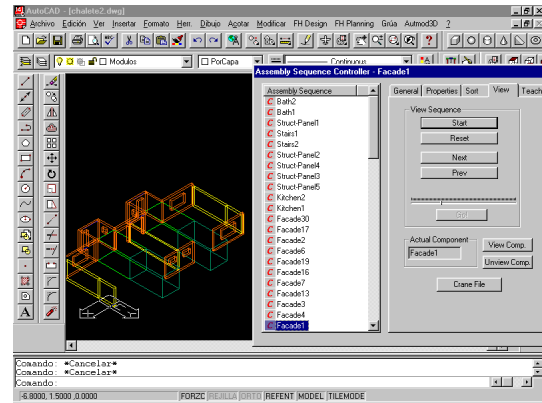 AutoCAD - [chalete2.dwg]
Archivo Edición Ver Insertar Formato Herr. Dibujo Acotar Modificar FH Design FH Planning Grúa Autmod3D ?
Modulos PorCapa Continuous
Assembly Sequence Controller - Facade1
Assembly Sequence
C Bath2
C Bath1
C Struct-Panel1
C Stairs1
C Stairs2
C Struct-Panel2
C Struct-Panel4
C Struct-Panel3
C Struct-Panel5
C Kitchen2
C Kitchen1
C Facade30
C Facade17
C Facade2
C Facade6
C Facade19
C Facade16
C Facade7
C Facade13
C Facade3
C Facade4
C Facade1
General Properties Sort View Teach
View Sequence
Start
Reset
Next
Prev
Go!
Actual Component
Facade1
View Comp.
Unview Comp.
Crane File
Comando: *Cancelar*
Comando: *Cancelar*
Comando:
-6.8000, 1.5000 ,0.0000 FORZC REJILLA ORTO REFENT MODEL TILEMODE